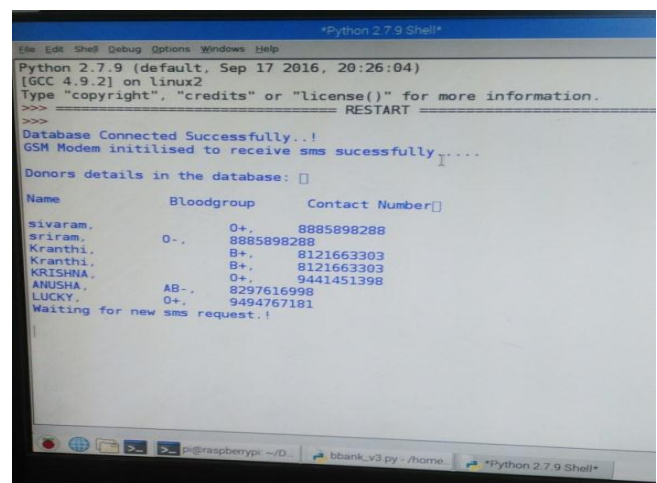 *Python 2.7.9 Shell*
File Edit Shell Debug Options Windows Help
Python 2.7.9 (default, Sep 17 2016, 20:26:04)
[GCC 4.9.2] on linux2
Type "copyright", "credits" or "license()" for more information.
>>> ================================ RESTART ================================
>>>
Database Connected Successfully..!
GSM Modem initilised to receive sms sucessfully.....
Donors details in the database:
Name Bloodgroup Contact Number
sivaram, O+, 8885898288
sriram, O-, 8885898288
Kranthi, B+, 8121663303
Kranthi, B+, 8121663303
KRISHNA, O+, 9441451398
ANUSHA, AB-, 8297616998
LUCKY, O+, 9494767181
Waiting for new sms request.!
pi@raspberrypi: ~/D... bbank_v3.py - /home... *Python 2.7.9 Shell*